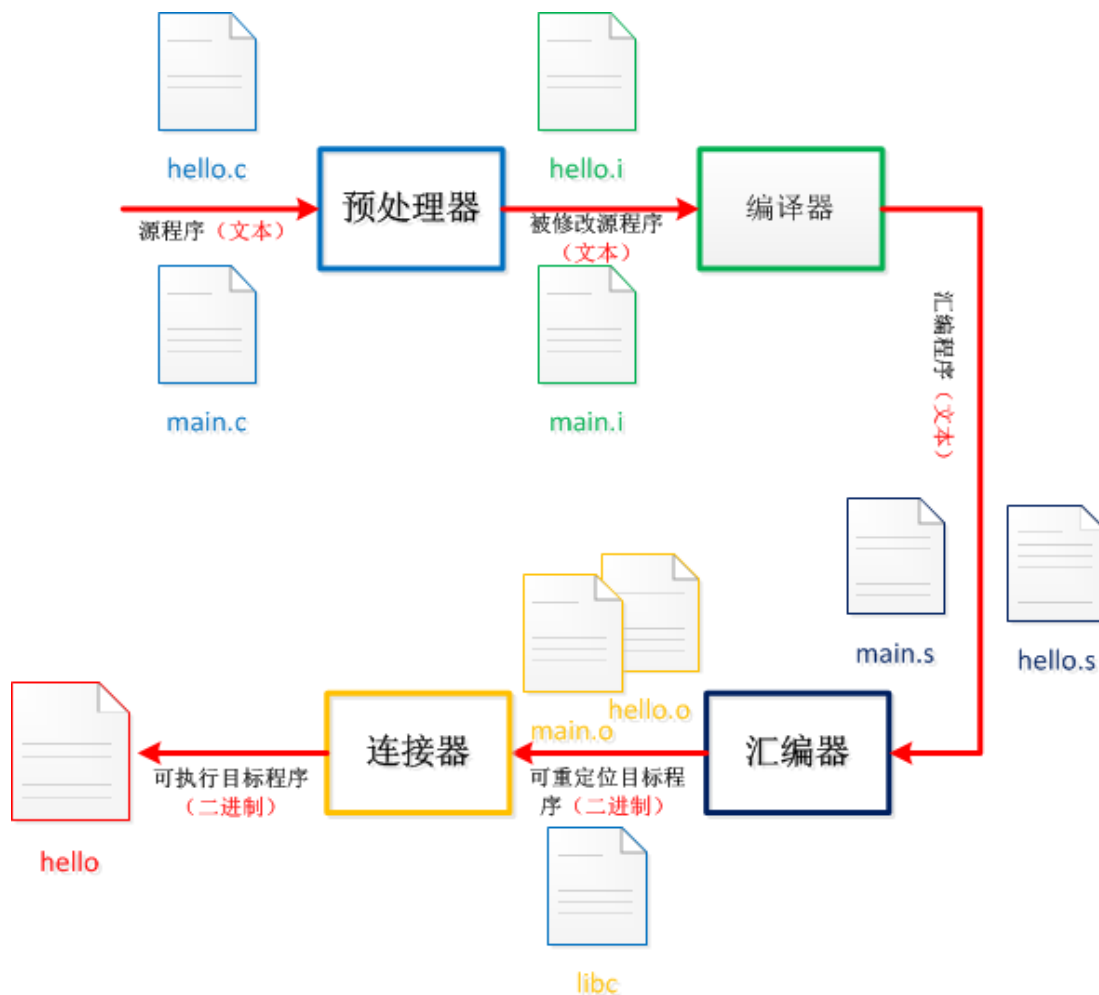 hello.c
hello.i
预处理器
编译器
源程序（文本）
被修改源程序
（文本）
main.c
main.i
汇编程序（文本）
main.s
hello.s
hello.o
main.o
连接器
汇编器
可执行目标程序
（二进制）
可重定位目标程
序（二进制）
hello
libc